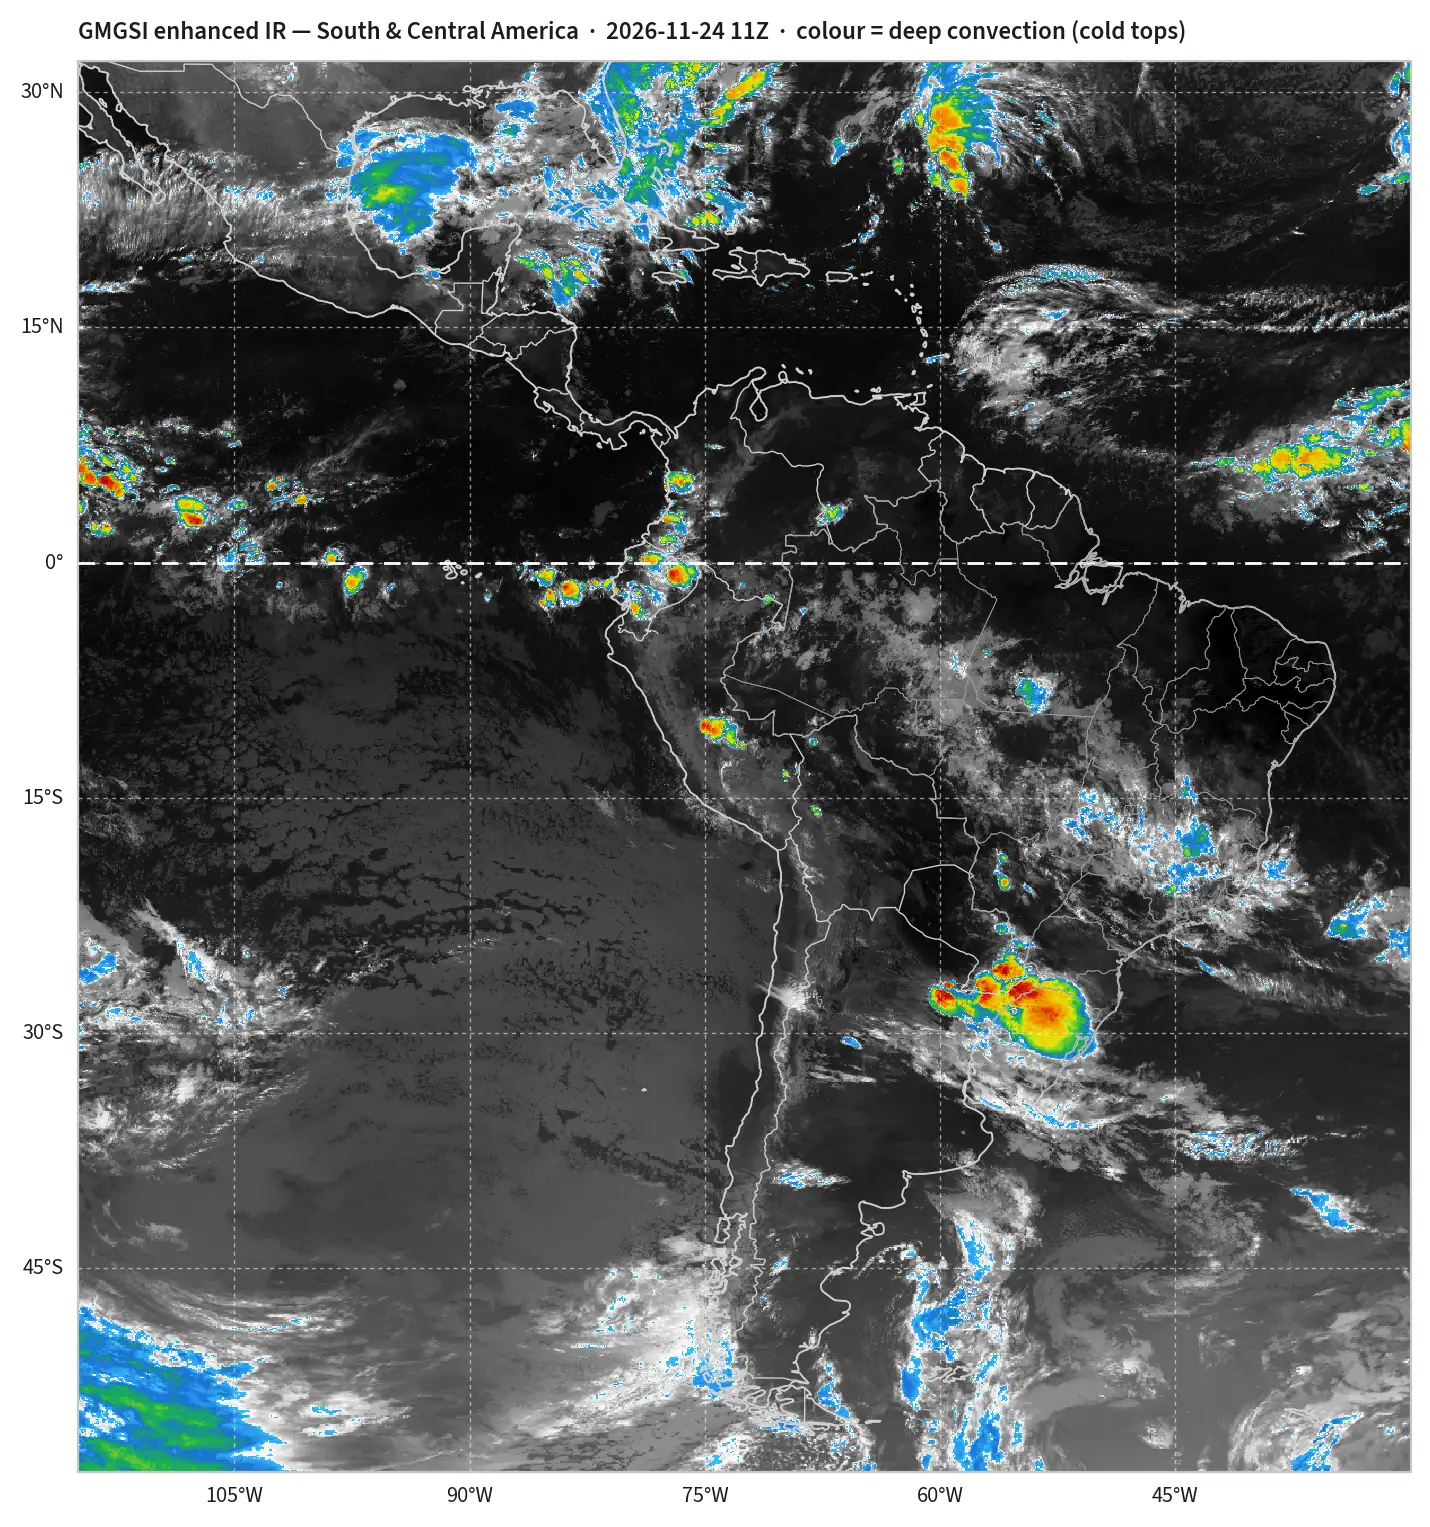 GMGSI enhanced IR — South & Central America · 2026-11-24 11Z · colour = deep convection (cold tops)
30°N
15°N
0°
15°S
30°S
45°S
105°W 90°W 75°W 60°W 45°W